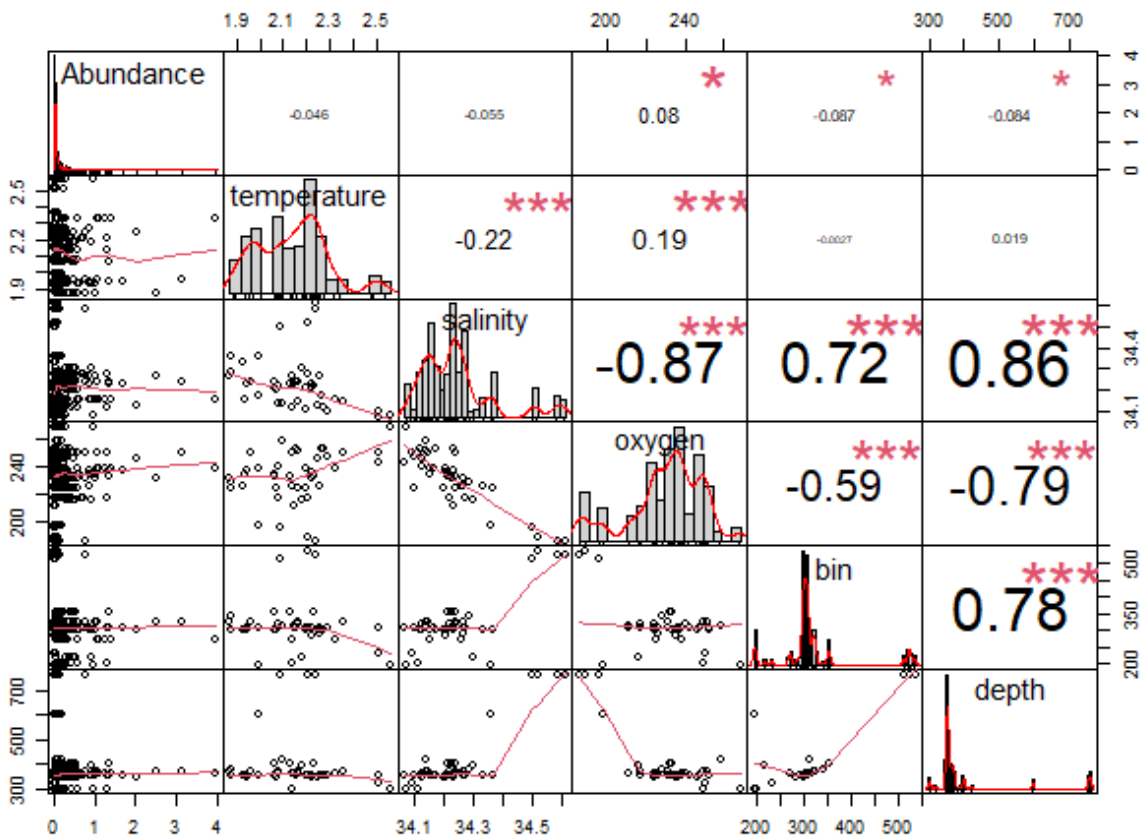 1.9 2.1 2.3 2.5 200 240 300 500 700
Abundance * * *
-0.046 -0.055 0.08 -0.087 -0.084
0 1 2 3 4
temperature *** ***
-0.22 0.19 -0.0027 0.019
1.9 2.2 2.5
salinity *** *** ***
-0.87 0.72 0.86
34.1 34.4
oxygen *** ***
-0.59 -0.79
200 240
bin ***
0.78
200 350 500
depth
300 500 700
0 1 2 3 4 34.1 34.3 34.5 200 300 400 500